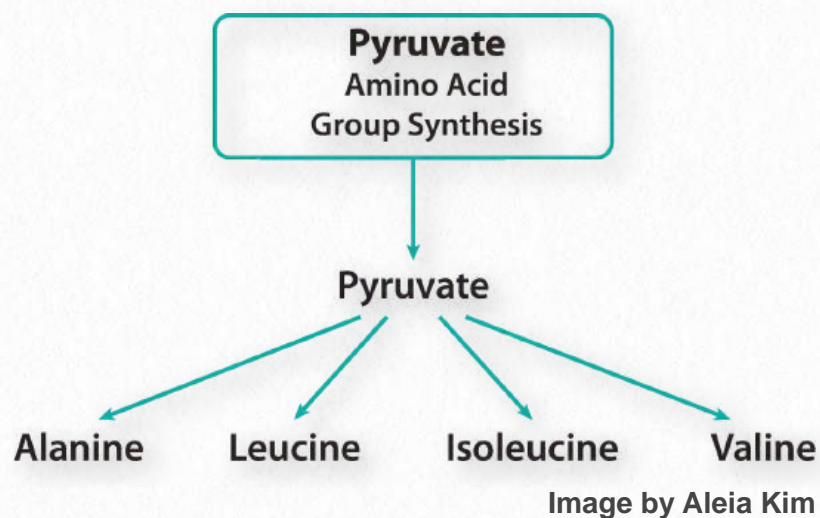 Pyruvate
Amino Acid
Group Synthesis
Pyruvate
Alanine Leucine Isoleucine Valine
Image by Aleia Kim